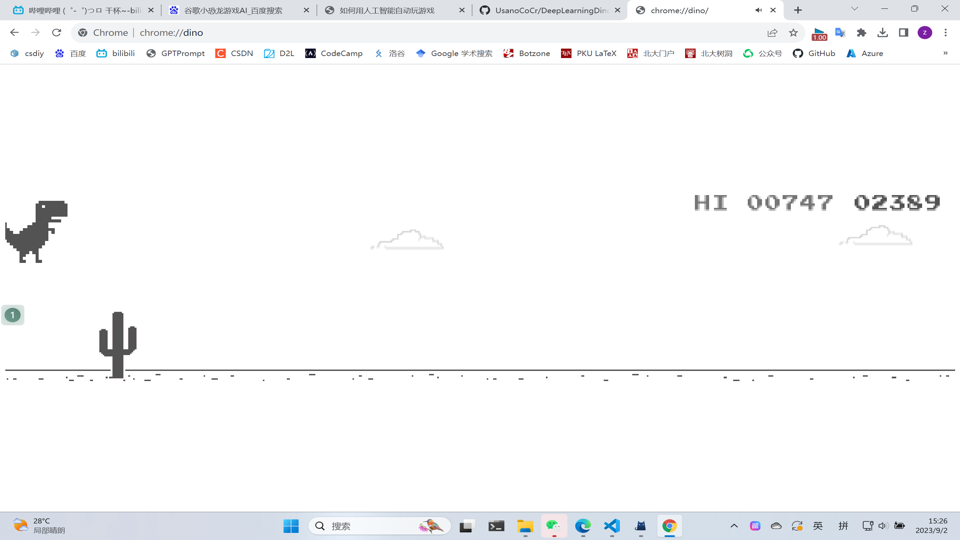 哔哩哔哩 (゜-゜)つロ 干杯~-bili
谷歌小恐龙游戏AI_百度搜索
如何用人工智能自动玩游戏
UsanoCoCr/DeepLearningDino
chrome://dino/
Chrome | chrome://dino
1.00
z
csdiy
百度
bilibili
GPTPrompt
CSDN
D2L
CodeCamp
洛谷
Google 学术搜索
Botzone
PKU LaTeX
北大门户
北大树洞
公众号
GitHub
Azure
»
HI 00747 02389
1
28°C
局部晴朗
搜索
英
拼
15:26
2023/9/2